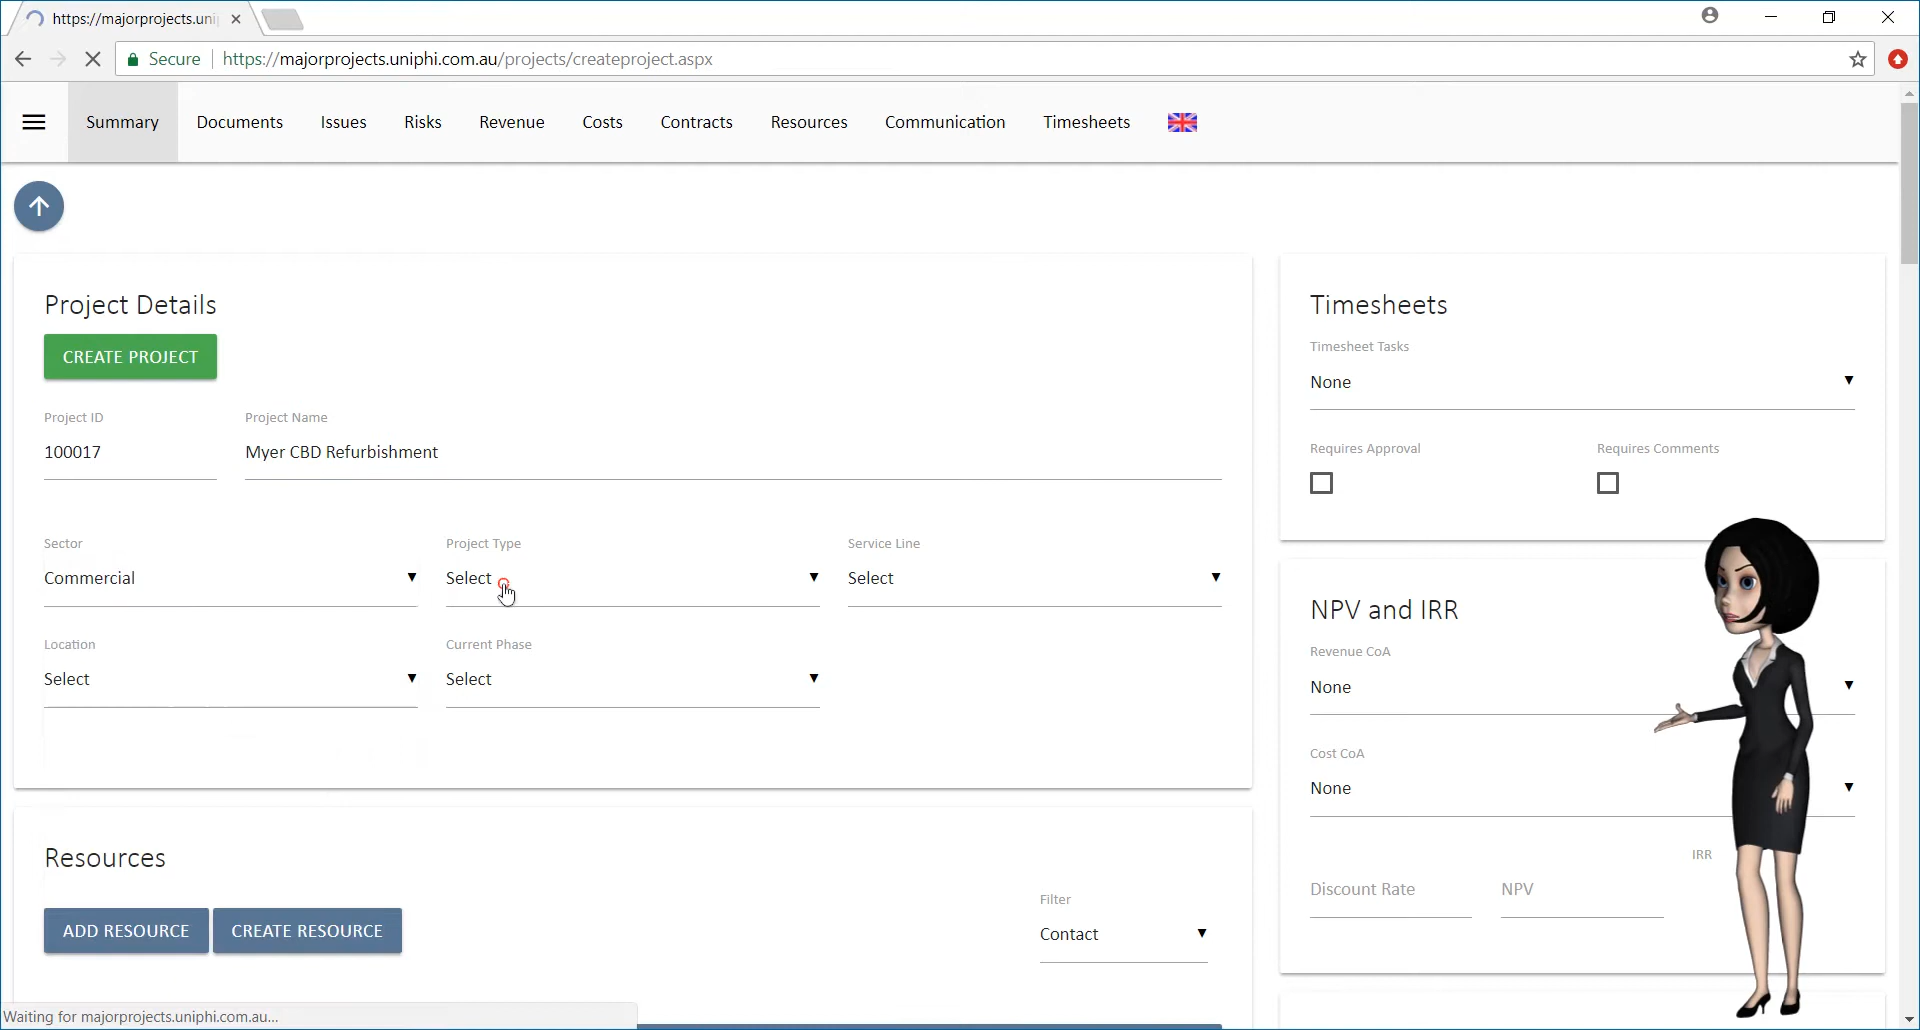 https://majorprojects.uni
Secure https://majorprojects.uniphi.com.au/projects/createproject.aspx
Summary Documents Issues Risks Revenue Costs Contracts Resources Communication Timesheets
Project Details
CREATE PROJECT
Project ID Project Name
100017 Myer CBD Refurbishment
Sector Project Type Service Line
Commercial Select Select
Location Current Phase
Select Select
Resources
ADD RESOURCE CREATE RESOURCE
Filter
Contact
Timesheets
Timesheet Tasks
None
Requires Approval Requires Comments
NPV and IRR
Revenue CoA
None
Cost CoA
None
IRR
Discount Rate NPV
Waiting for majorprojects.uniphi.com.au...